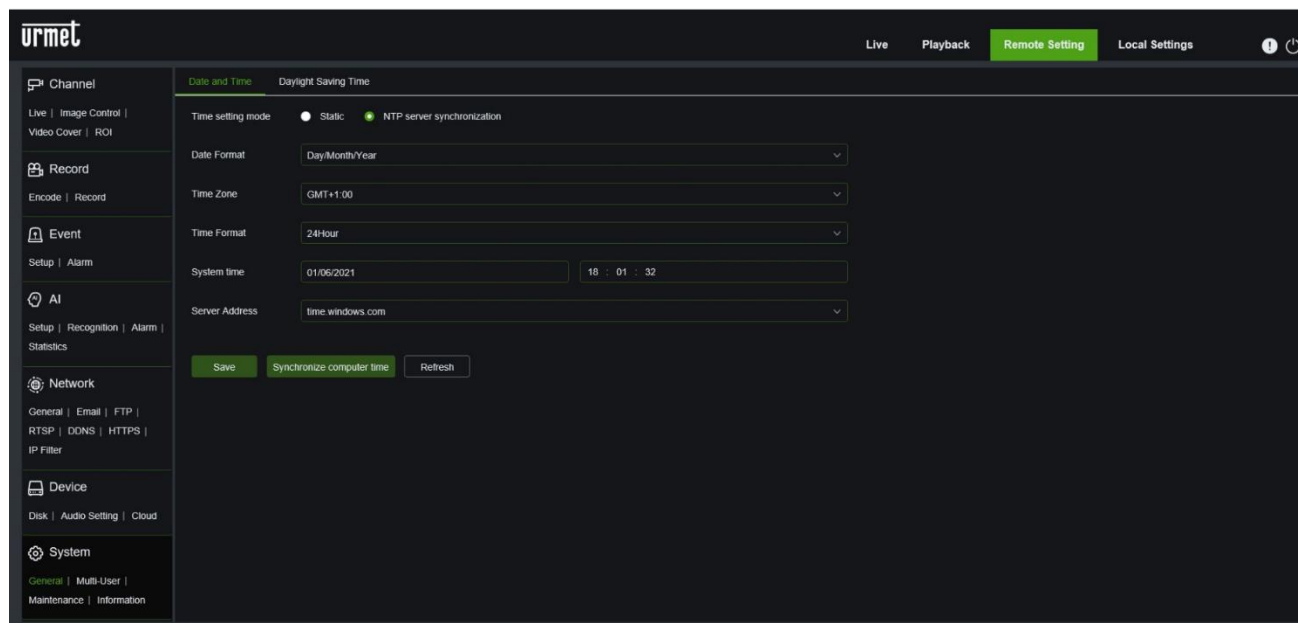 urmet
Live Playback Remote Setting Local Settings
Channel
Live | Image Control |
Video Cover | ROI
Record
Encode | Record
Event
Setup | Alarm
AI
Setup | Recognition | Alarm |
Statistics
Network
General | Email | FTP |
RTSP | DDNS | HTTPS |
IP Filter
Device
Disk | Audio Setting | Cloud
System
General | Multi-User |
Maintenance | Information
Date and Time Daylight Saving Time
Time setting mode Static NTP server synchronization
Date Format Day/Month/Year
Time Zone GMT+1:00
Time Format 24Hour
System time 01/06/2021 18 : 01 : 32
Server Address time.windows.com
Save Synchronize computer time Refresh